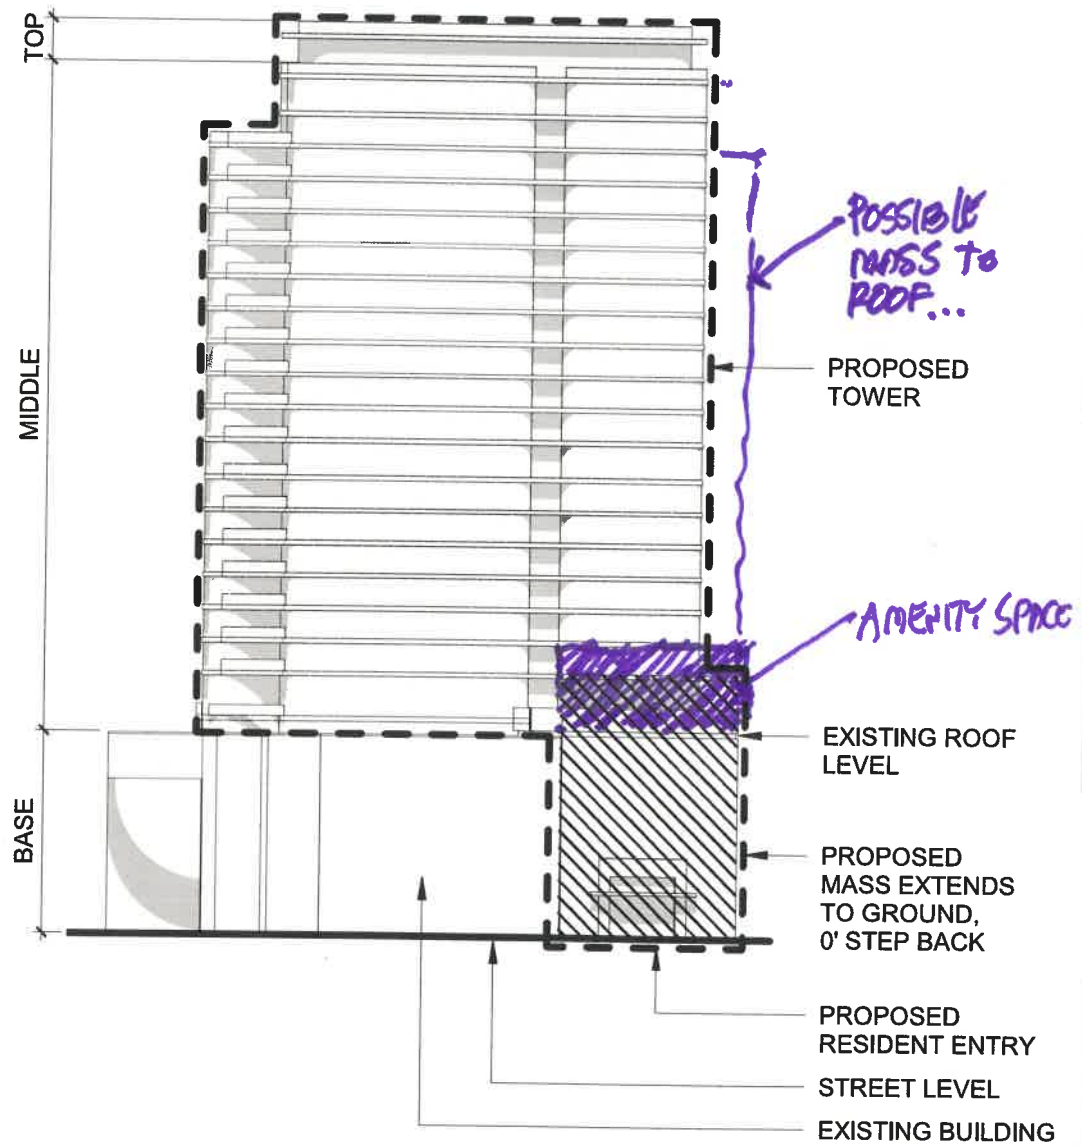 TOP
MIDDLE
BASE
POSSIBLE
MASS TO
ROOF...
PROPOSED
TOWER
AMENITY SPACE
EXISTING ROOF
LEVEL
PROPOSED
MASS EXTENDS
TO GROUND,
0' STEP BACK
PROPOSED
RESIDENT ENTRY
STREET LEVEL
EXISTING BUILDING